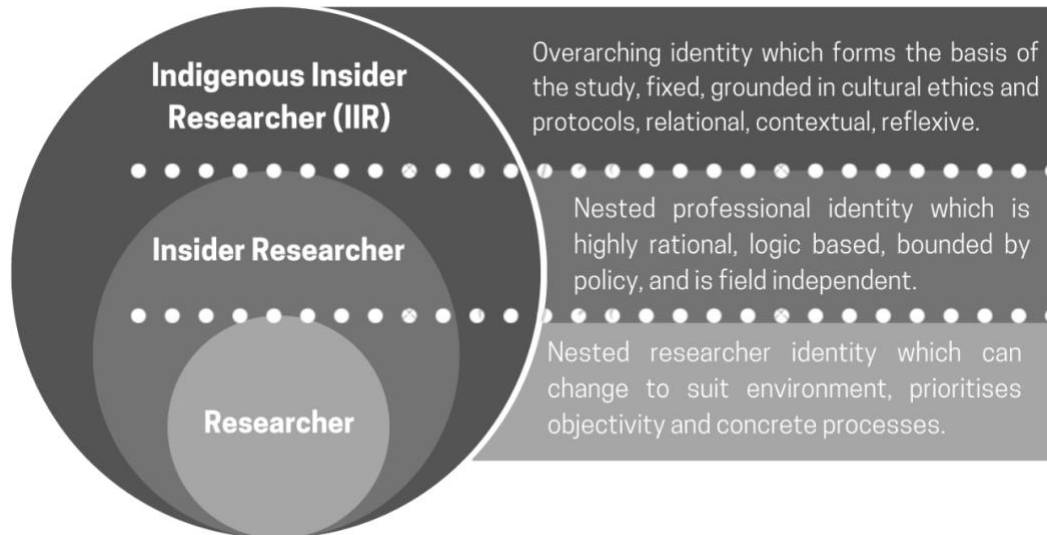 Indigenous Insider
Researcher (IIR)
Overarching identity which forms the basis of
the study, fixed, grounded in cultural ethics and
protocols, relational, contextual, reflexive.
Insider Researcher
Nested professional identity which is
highly rational, logic based, bounded by
policy, and is field independent.
Researcher
Nested researcher identity which can
change to suit environment, prioritises
objectivity and concrete processes.